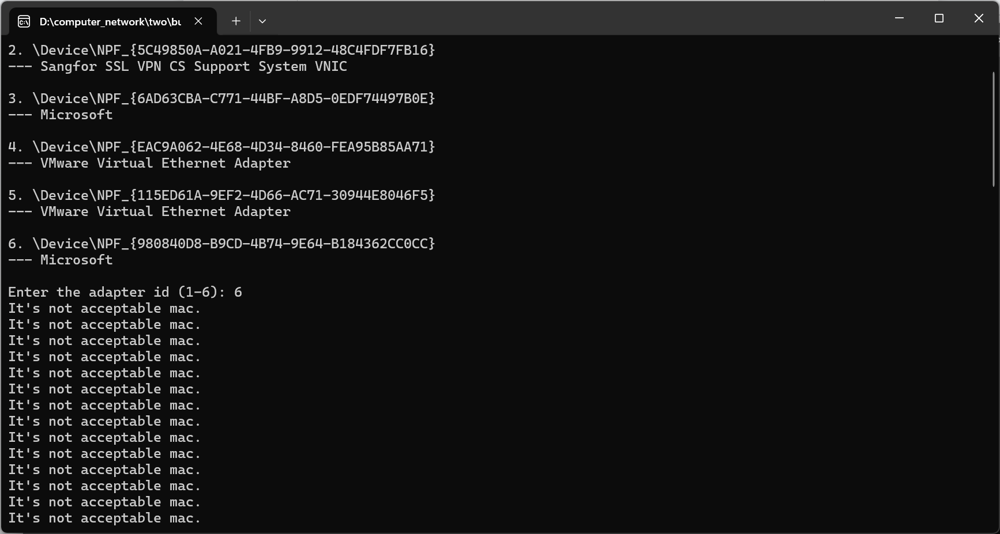 D:\computer_network\two\bu
2. \Device\NPF_{5C49850A-A021-4FB9-9912-48C4FDF7FB16}
--- Sangfor SSL VPN CS Support System VNIC
3. \Device\NPF_{6AD63CBA-C771-44BF-A8D5-0EDF74497B0E}
--- Microsoft
4. \Device\NPF_{EAC9A062-4E68-4D34-8460-FEA95B85AA71}
--- VMware Virtual Ethernet Adapter
5. \Device\NPF_{115ED61A-9EF2-4D66-AC71-30944E8046F5}
--- VMware Virtual Ethernet Adapter
6. \Device\NPF_{980840D8-B9CD-4B74-9E64-B184362CC0CC}
--- Microsoft
Enter the adapter id (1-6): 6
It's not acceptable mac.
It's not acceptable mac.
It's not acceptable mac.
It's not acceptable mac.
It's not acceptable mac.
It's not acceptable mac.
It's not acceptable mac.
It's not acceptable mac.
It's not acceptable mac.
It's not acceptable mac.
It's not acceptable mac.
It's not acceptable mac.
It's not acceptable mac.
It's not acceptable mac.